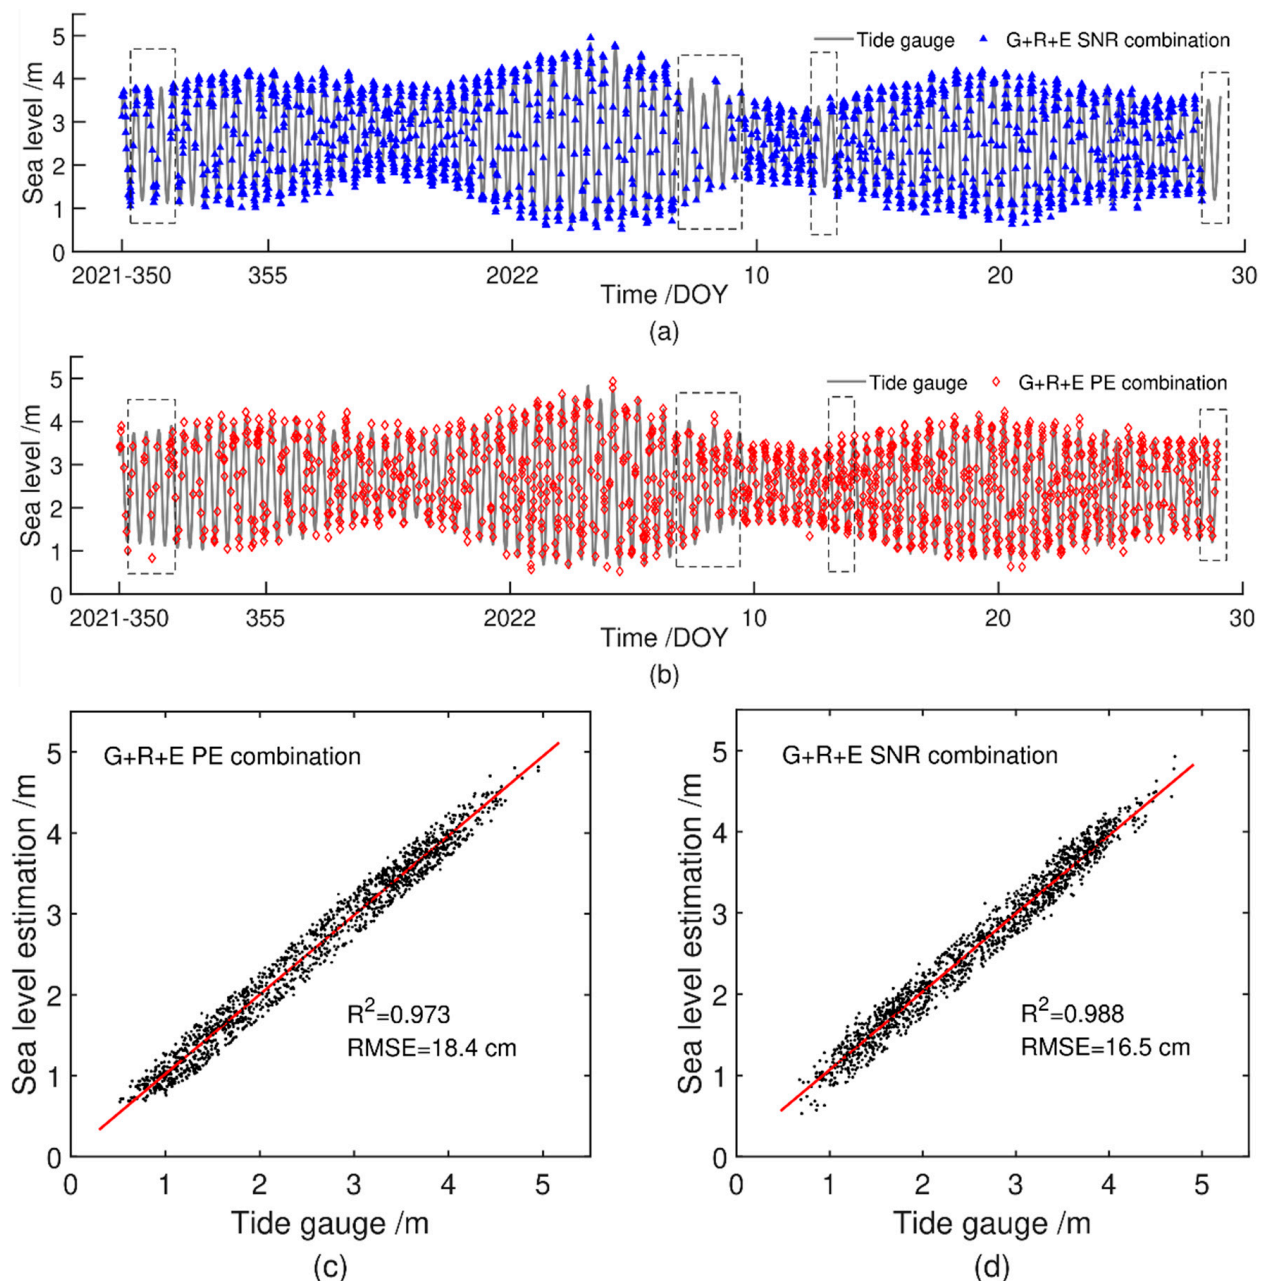 Tide gauge G+R+E SNR combination
Sea level /m
5
4
3
2
1
0
2021-350 355 2022 10 20 30
Time /DOY
(a)
Tide gauge G+R+E PE combination
Sea level /m
5
4
3
2
1
0
2021-350 355 2022 10 20 30
Time /DOY
(b)
G+R+E PE combination
Sea level estimation /m
5
4
3
2
1
0
R²=0.973
RMSE=18.4 cm
0 1 2 3 4 5
Tide gauge /m
(c)
G+R+E SNR combination
Sea level estimation /m
5
4
3
2
1
0
R²=0.988
RMSE=16.5 cm
0 1 2 3 4 5
Tide gauge /m
(d)